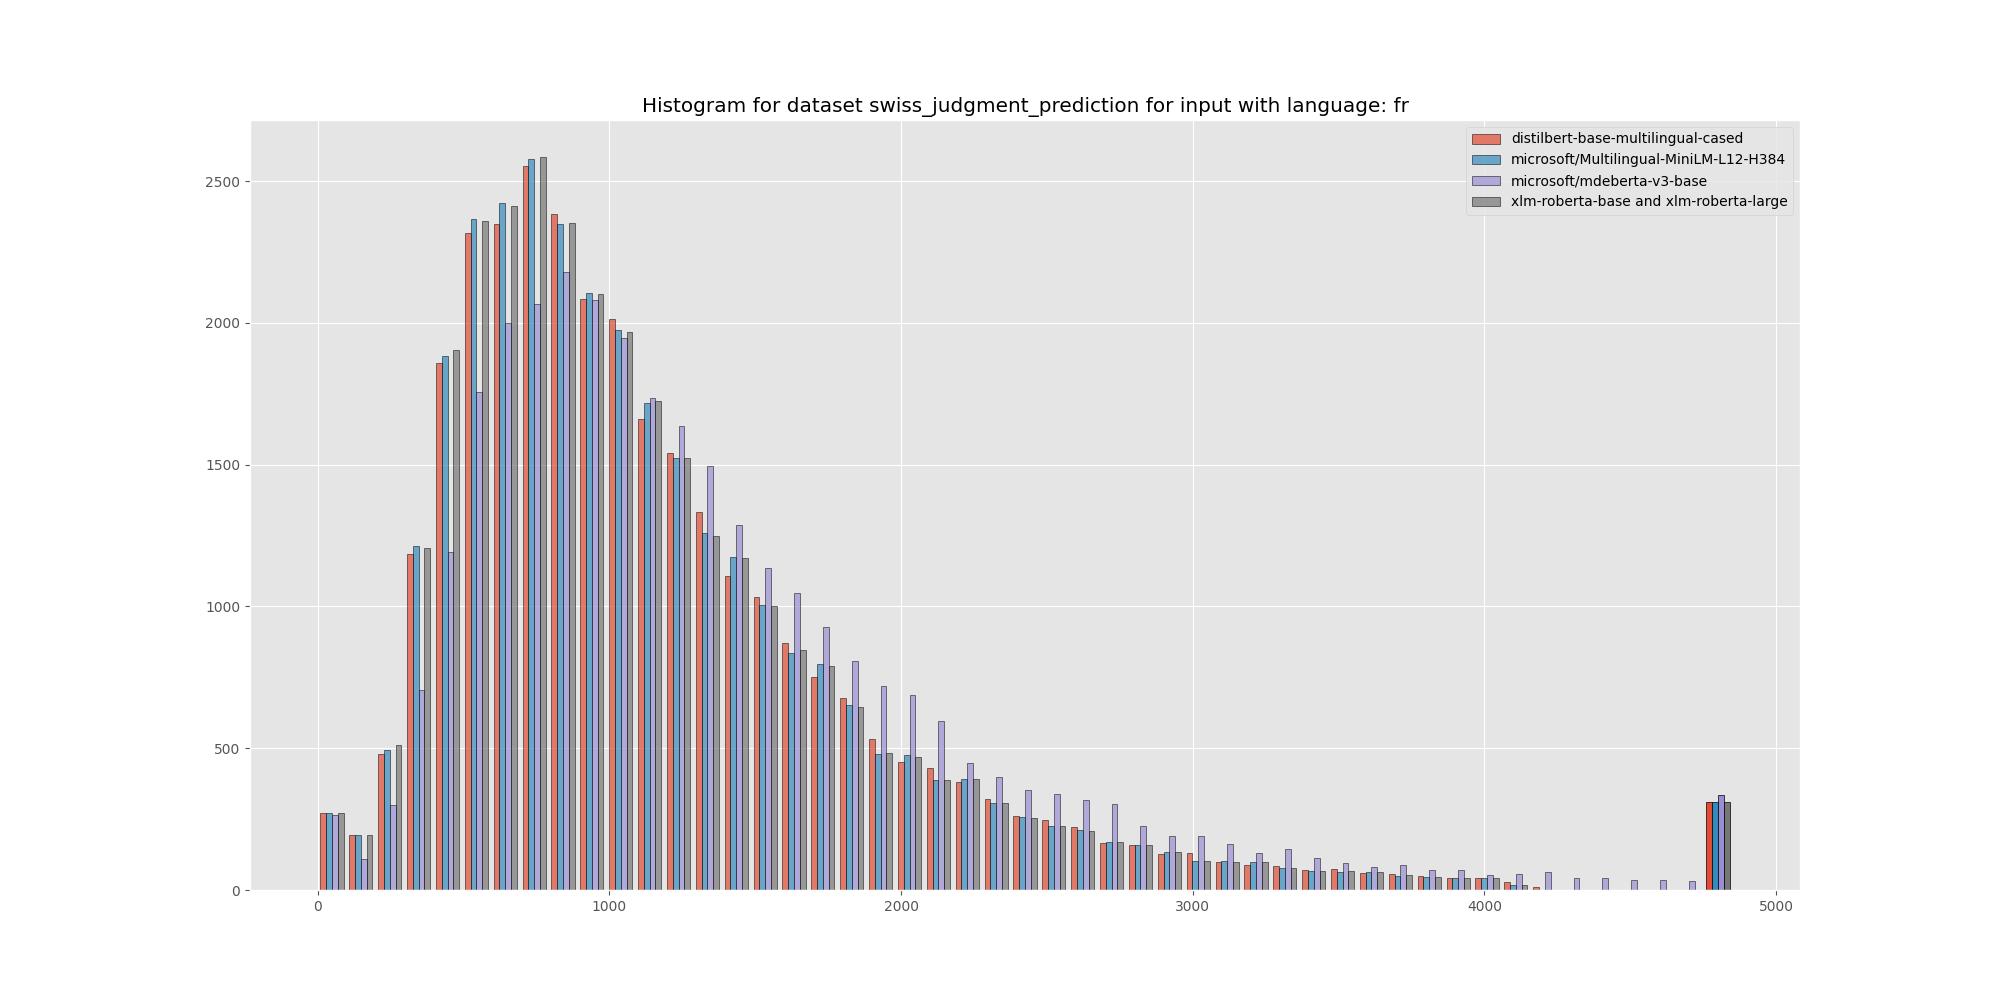 Histogram for dataset swiss_judgment_prediction for input with language: fr
distilbert-base-multilingual-cased
microsoft/Multilingual-MiniLM-L12-H384
microsoft/mdeberta-v3-base
xlm-roberta-base and xlm-roberta-large
2500
2000
1500
1000
500
0
0 1000 2000 3000 4000 5000